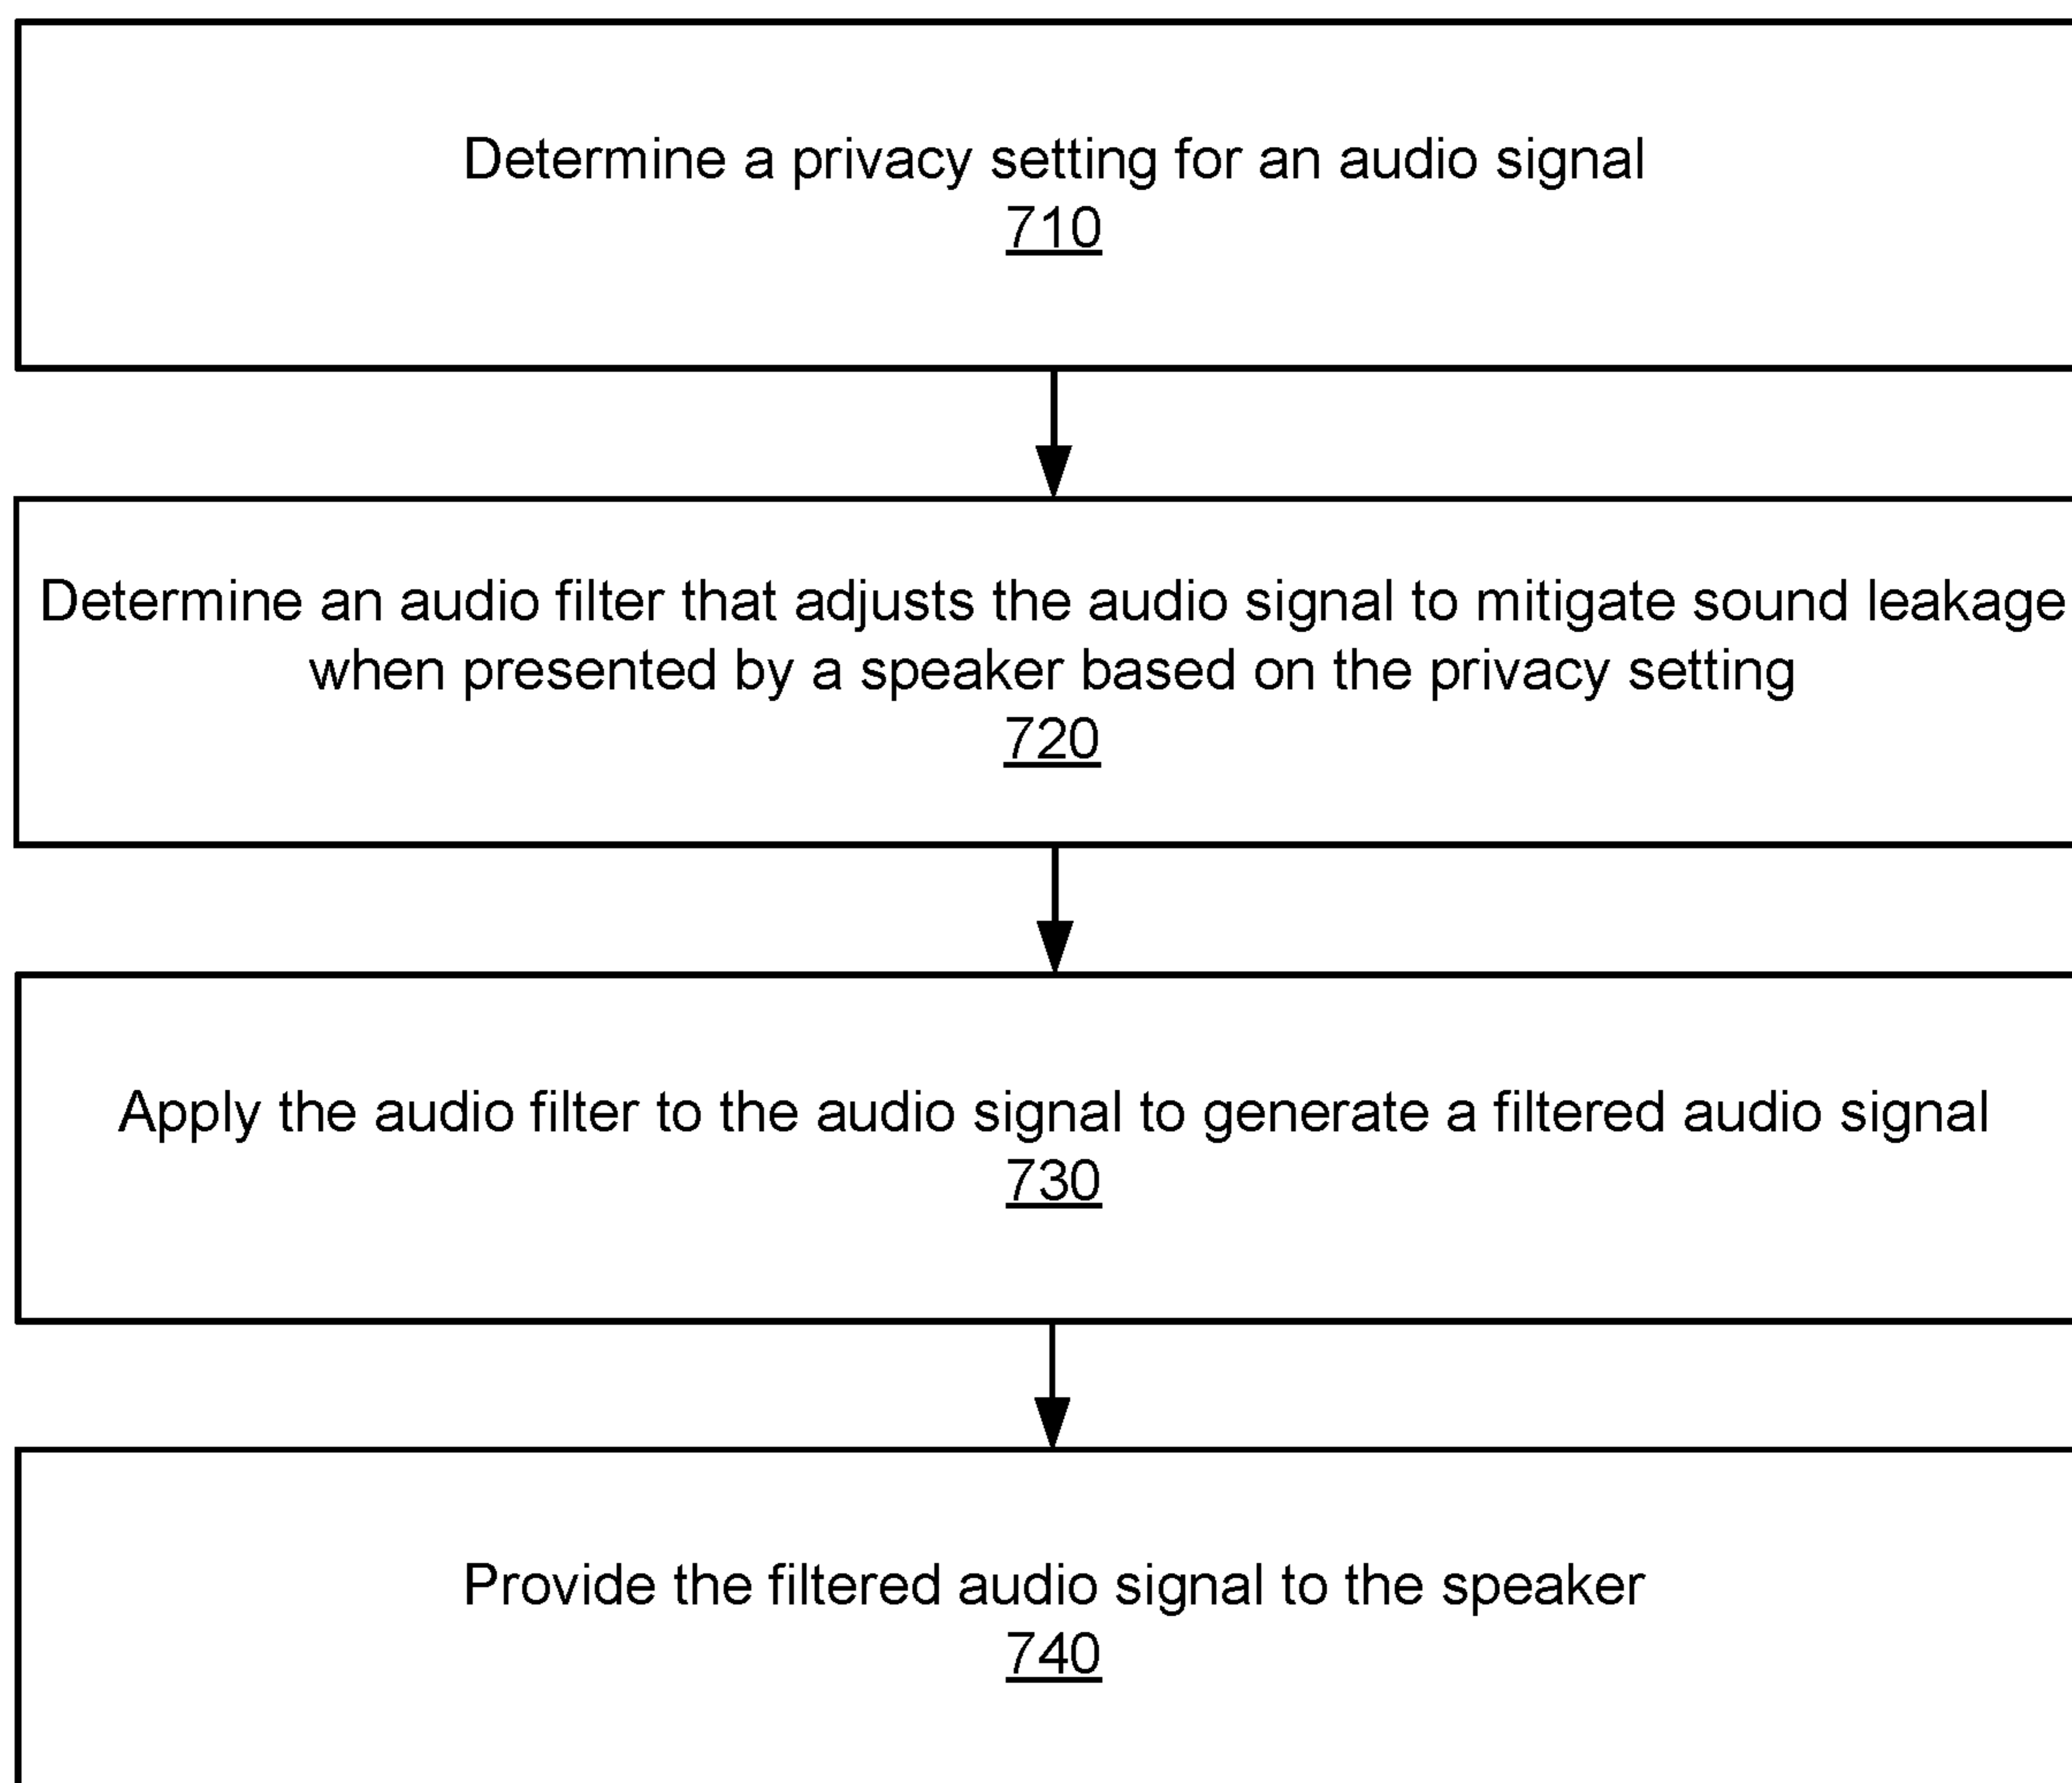 Determine a privacy setting for an audio signal
710
Determine an audio filter that adjusts the audio signal to mitigate sound leakage
when presented by a speaker based on the privacy setting
720
Apply the audio filter to the audio signal to generate a filtered audio signal
730
Provide the filtered audio signal to the speaker
740